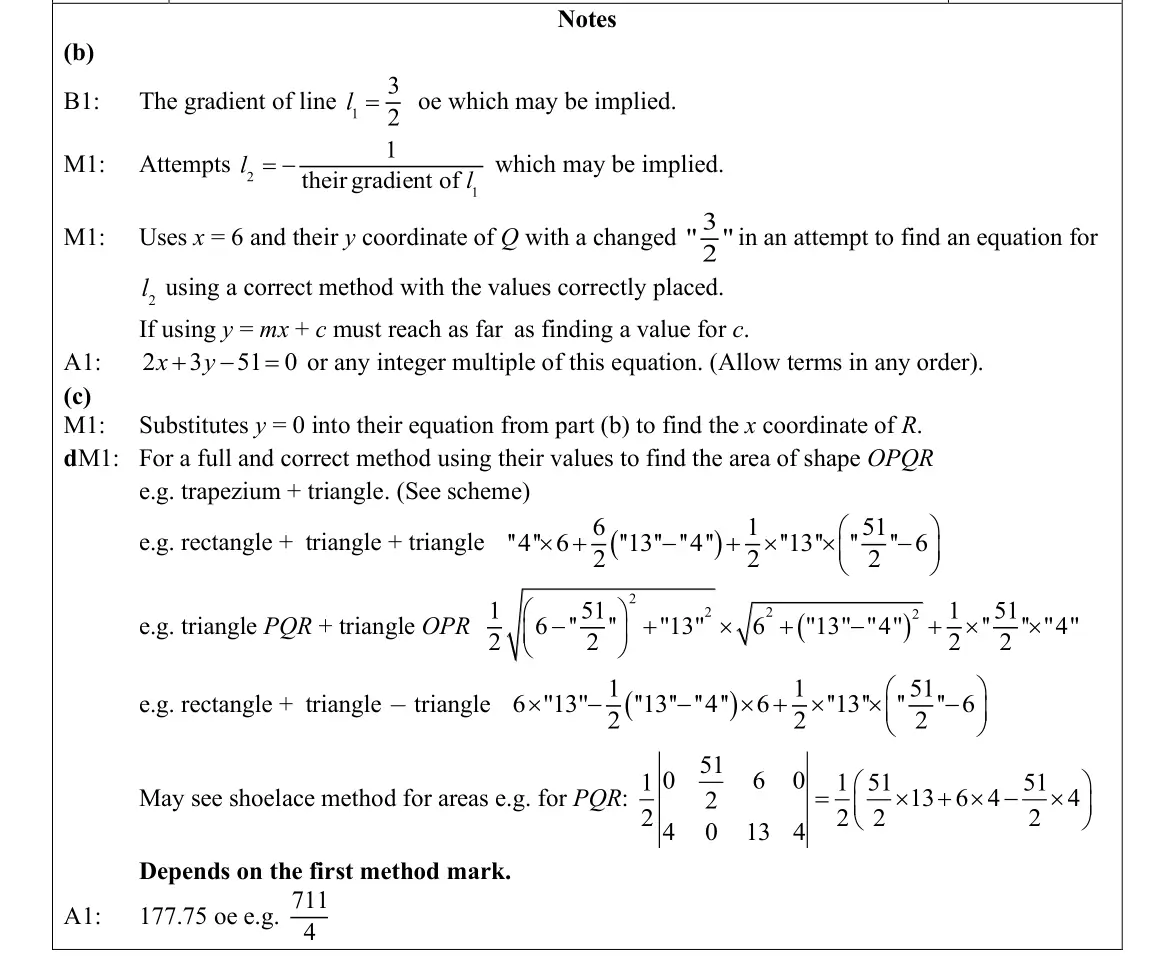 Notes
(b)
B1: The gradient of line l₁ = 3/2 oe which may be implied.
M1: Attempts l₂ = − 1/(their gradient of l₁) which may be implied.
M1: Uses x = 6 and their y coordinate of Q with a changed "3/2" in an attempt to find an equation for
l₂ using a correct method with the values correctly placed.
If using y = mx + c must reach as far as finding a value for c.
A1: 2x + 3y − 51 = 0 or any integer multiple of this equation. (Allow terms in any order).
(c)
M1: Substitutes y = 0 into their equation from part (b) to find the x coordinate of R.
dM1: For a full and correct method using their values to find the area of shape OPQR
e.g. trapezium + triangle. (See scheme)
e.g. rectangle + triangle + triangle "4"×6 + 6/2("13"−"4") + 1/2×"13"×("51/2"−6)
e.g. triangle PQR + triangle OPR 1/2√((6−"51/2")² + "13"²) × √(6² + ("13"−"4")²) + 1/2×"51/2"×"4"
e.g. rectangle + triangle − triangle 6×"13"− 1/2("13"−"4")×6 + 1/2×"13"×("51/2"−6)
May see shoelace method for areas e.g. for PQR: 1/2 |0 51/2 6 0; 4 0 13 4| = 1/2(51/2×13 + 6×4 − 51/2×4)
Depends on the first method mark.
A1: 177.75 oe e.g. 711/4